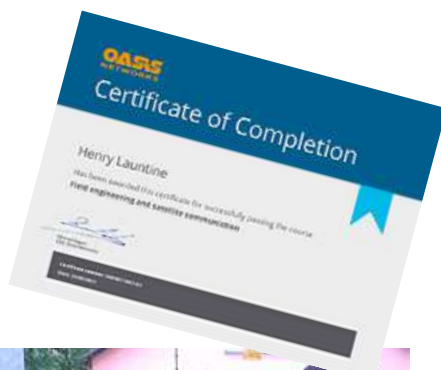 OASIS
NETWORKS
Certificate of Completion
Henry Launtine
Has been awarded this certificate for successfully passing the course
Field engineering and Satellite communication